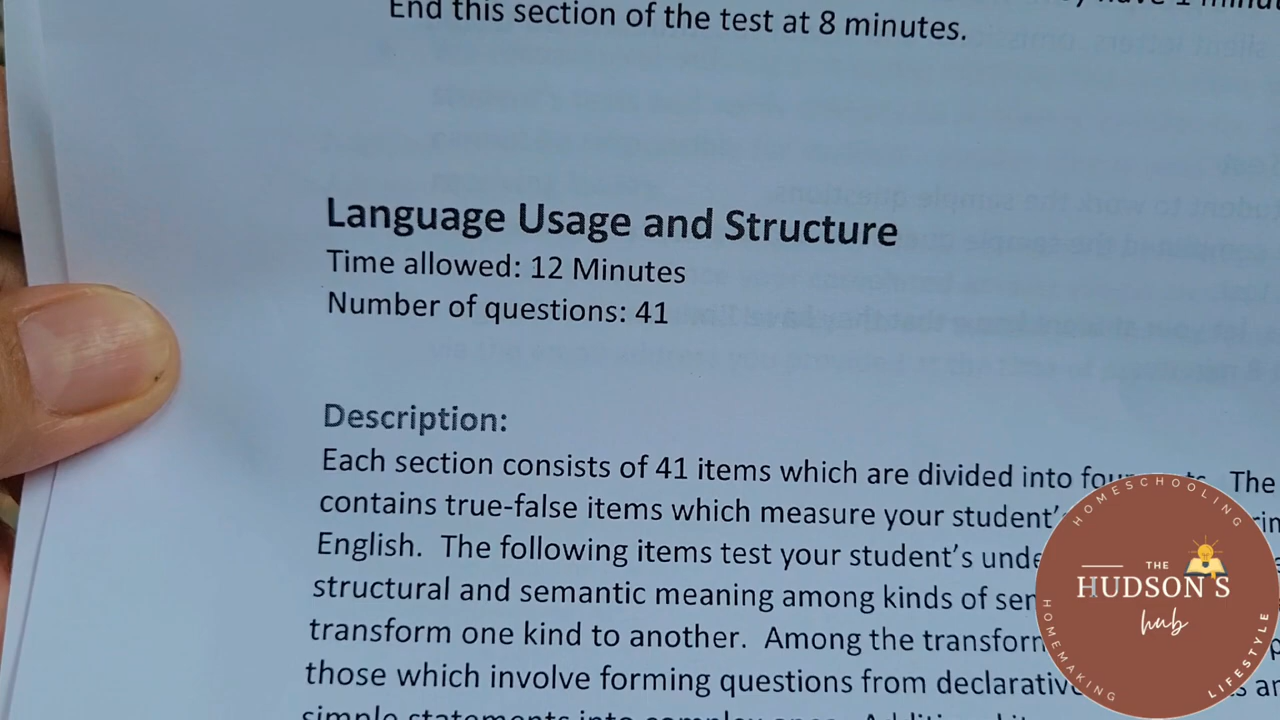 End this section of the test at 8 minutes.
Language Usage and Structure
Time allowed: 12 Minutes
Number of questions: 41
Description:
Each section consists of 41 items which are divided into The
contains true-false items which measure your student's
English. The following items test your student's
structural and semantic meaning among kinds of
transform one kind to another. Among the
those which involve forming questions from
HOMESCHOOLING
THE
HUDSON'S
hub
HOMEMAKING
LIFESTYLE